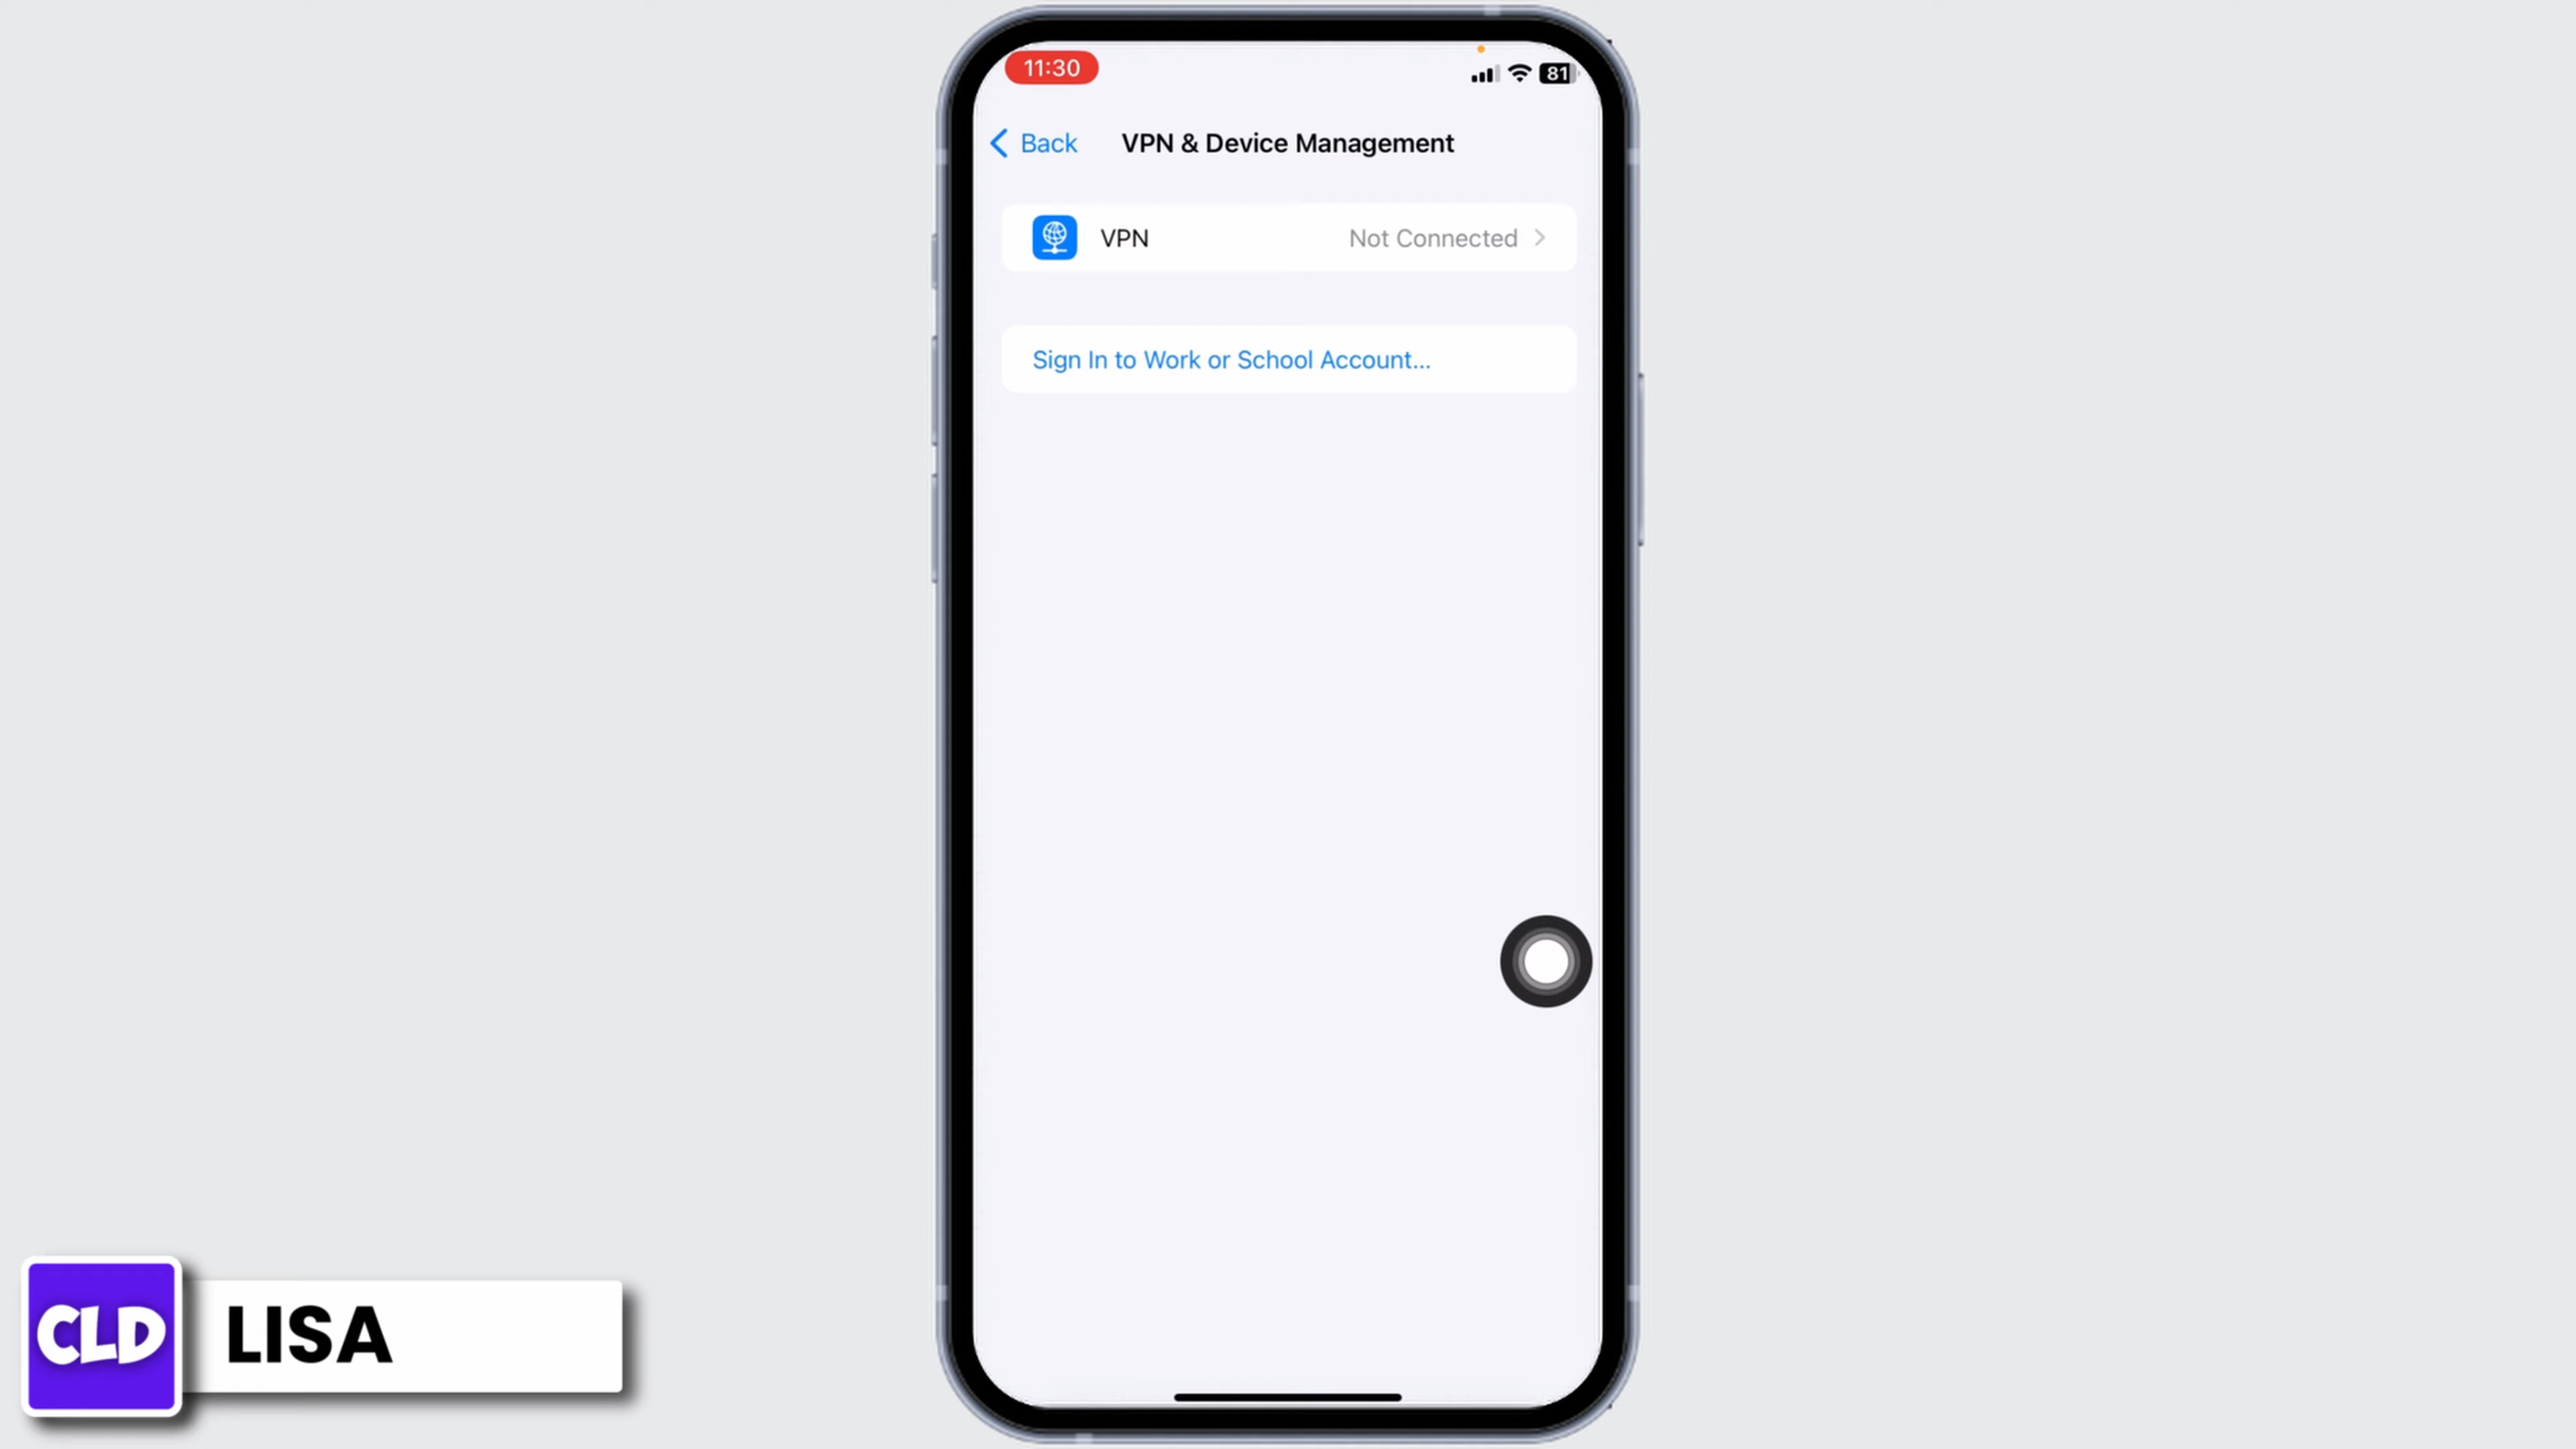 11:30
81
Back
VPN & Device Management
VPN
Not Connected
Sign In to Work or School Account...
CLD
LISA